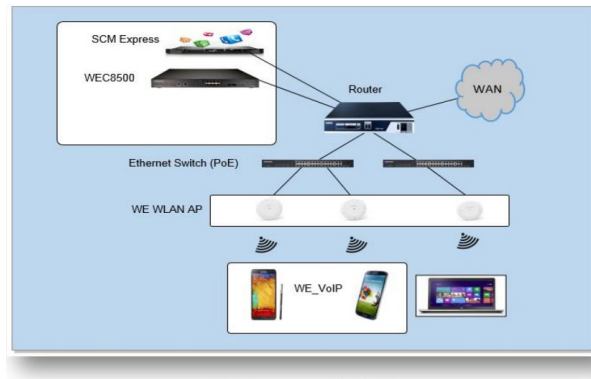 SCM Express
WEC8500
Router
WAN
Ethernet Switch (PoE)
WE WLAN AP
WE_VoIP